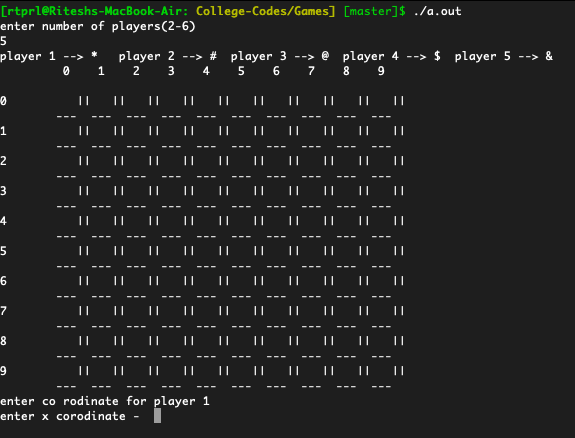 [rtprl@Riteshs-MacBook-Air: College-Codes/Games] [master]$ ./a.out
enter number of players(2-6)
5
player 1 --> *   player 2 --> #  player 3 --> @  player 4 --> $  player 5 --> &
0    1    2    3    4    5    6    7    8    9
0          ||   ||   ||   ||   ||   ||   ||   ||   ||   ||
--- --- --- --- --- --- --- --- --- ---
1          ||   ||   ||   ||   ||   ||   ||   ||   ||   ||
--- --- --- --- --- --- --- --- --- ---
2          ||   ||   ||   ||   ||   ||   ||   ||   ||   ||
--- --- --- --- --- --- --- --- --- ---
3          ||   ||   ||   ||   ||   ||   ||   ||   ||   ||
--- --- --- --- --- --- --- --- --- ---
4          ||   ||   ||   ||   ||   ||   ||   ||   ||   ||
--- --- --- --- --- --- --- --- --- ---
5          ||   ||   ||   ||   ||   ||   ||   ||   ||   ||
--- --- --- --- --- --- --- --- --- ---
6          ||   ||   ||   ||   ||   ||   ||   ||   ||   ||
--- --- --- --- --- --- --- --- --- ---
7          ||   ||   ||   ||   ||   ||   ||   ||   ||   ||
--- --- --- --- --- --- --- --- --- ---
8          ||   ||   ||   ||   ||   ||   ||   ||   ||   ||
--- --- --- --- --- --- --- --- --- ---
9          ||   ||   ||   ||   ||   ||   ||   ||   ||   ||
--- --- --- --- --- --- --- --- --- ---
enter co rodinate for player 1
enter x corodinate -